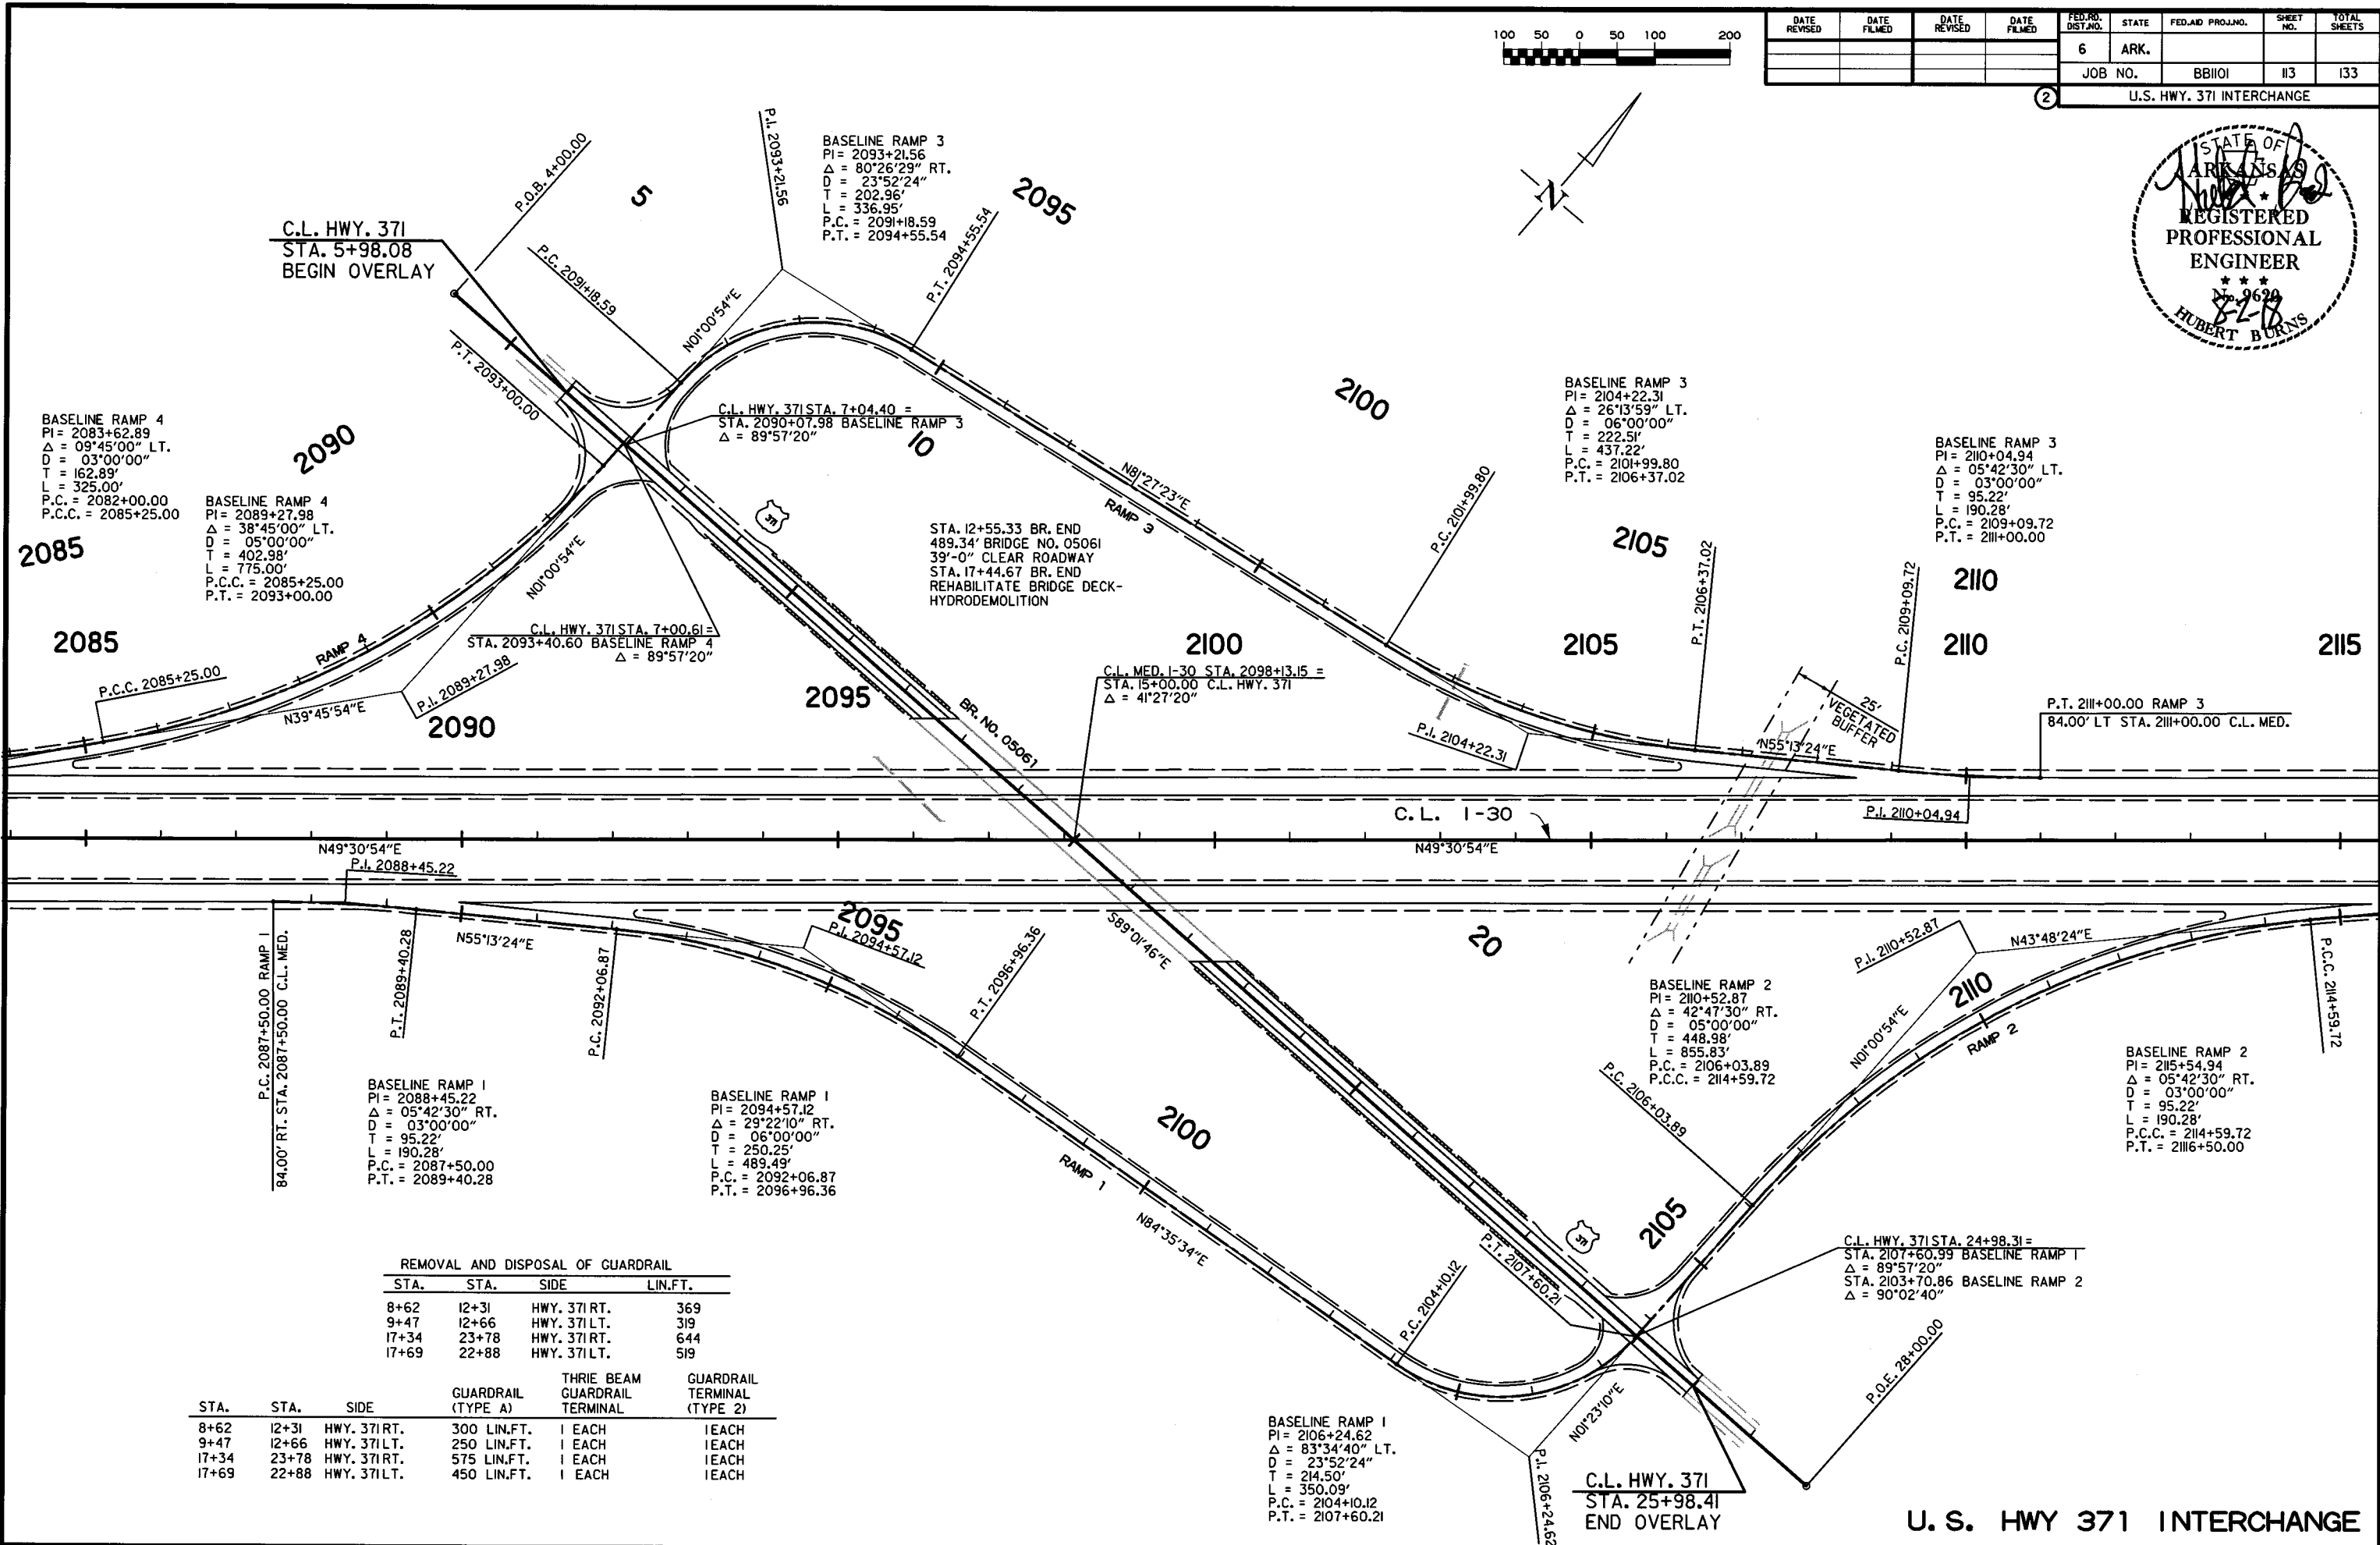 100 50 0 50 100 200
DATE REVISED
DATE FILMED
DATE REVISED
DATE FILMED
FED.RD. DIST.NO.
STATE
FED.AID PROJ.NO.
SHEET NO.
TOTAL SHEETS
6 ARK.
JOB NO. BB1101 113 133
2 U.S. HWY. 371 INTERCHANGE
STATE OF
ARKANSAS
REGISTERED
PROFESSIONAL
ENGINEER
No. 9620
8-2-18
HUBERT BURNS
N
P.O.B. 4+00.00
5
P.I. 2093+21.56
BASELINE RAMP 3
PI = 2093+21.56
Δ = 80°26'29" RT.
D = 23°52'24"
T = 202.96'
L = 336.95'
P.C. = 2091+18.59
P.T. = 2094+55.54
2095
P.T. 2094+55.54
C.L. HWY. 371
STA. 5+98.08
BEGIN OVERLAY
P.C. 2091+18.59
N01°00'54"E
P.T. 2093+00.00
C.L. HWY. 371 STA. 7+04.40 =
STA. 2090+07.98 BASELINE RAMP 3
Δ = 89°57'20"
10
2100
BASELINE RAMP 3
PI = 2104+22.31
Δ = 26°13'59" LT.
D = 06°00'00"
T = 222.51'
L = 437.22'
P.C. = 2101+99.80
P.T. = 2106+37.02
BASELINE RAMP 3
PI = 2110+04.94
Δ = 05°42'30" LT.
D = 03°00'00"
T = 95.22'
L = 190.28'
P.C. = 2109+09.72
P.T. = 2111+00.00
BASELINE RAMP 4
PI = 2083+62.89
Δ = 09°45'00" LT.
D = 03°00'00"
T = 162.89'
L = 325.00'
P.C. = 2082+00.00
P.C.C. = 2085+25.00
2090
BASELINE RAMP 4
PI = 2089+27.98
Δ = 38°45'00" LT.
D = 05°00'00"
T = 402.98'
L = 775.00'
P.C.C. = 2085+25.00
P.T. = 2093+00.00
2085
371
N81°27'23"E
RAMP 3
P.C. 2101+99.80
STA. 12+55.33 BR. END
489.34' BRIDGE NO. 05061
39'-0" CLEAR ROADWAY
STA. 17+44.67 BR. END
REHABILITATE BRIDGE DECK-
HYDRODEMOLITION
2105
P.T. 2106+37.02
P.C. 2109+09.72
2110
N01°00'54"E
C.L. HWY. 371 STA. 7+00.61 =
STA. 2093+40.60 BASELINE RAMP 4
Δ = 89°57'20"
2085
RAMP 4
2100
2105
2110
2115
P.C.C. 2085+25.00
P.I. 2089+27.98
N39°45'54"E
2090
2095
BR. NO. 05061
C.L. MED. I-30 STA. 2098+13.15 =
STA. 15+00.00 C.L. HWY. 371
Δ = 41°27'20"
P.I. 2104+22.31
25'
VEGETATED
BUFFER
N55°13'24"E
P.T. 2111+00.00 RAMP 3
84.00' LT STA. 2111+00.00 C.L. MED.
C.L. I-30
P.I. 2110+04.94
N49°30'54"E
N49°30'54"E
P.I. 2088+45.22
P.C. 2087+50.00 RAMP 1
84.00' RT. STA. 2087+50.00 C.L. MED.
P.T. 2089+40.28
N55°13'24"E
P.C. 2092+06.87
2095
P.I. 2094+57.12
P.T. 2096+96.36
S89°01'46"E
20
P.I. 2110+52.87
N43°48'24"E
P.C.C. 2114+59.72
2110
N01°00'54"E
RAMP 2
BASELINE RAMP 2
PI = 2110+52.87
Δ = 42°47'30" RT.
D = 05°00'00"
T = 448.98'
L = 855.83'
P.C. = 2106+03.89
P.C.C. = 2114+59.72
BASELINE RAMP 2
PI = 2115+54.94
Δ = 05°42'30" RT.
D = 03°00'00"
T = 95.22'
L = 190.28'
P.C.C. = 2114+59.72
P.T. = 2116+50.00
P.C. 2106+03.89
BASELINE RAMP 1
PI = 2088+45.22
Δ = 05°42'30" RT.
D = 03°00'00"
T = 95.22'
L = 190.28'
P.C. = 2087+50.00
P.T. = 2089+40.28
BASELINE RAMP 1
PI = 2094+57.12
Δ = 29°22'10" RT.
D = 06°00'00"
T = 250.25'
L = 489.49'
P.C. = 2092+06.87
P.T. = 2096+96.36
2100
RAMP 1
N84°35'34"E
371
2105
P.T. 2107+60.21
P.C. 2104+10.12
C.L. HWY. 371 STA. 24+98.31 =
STA. 2107+60.99 BASELINE RAMP 1
Δ = 89°57'20"
STA. 2103+70.86 BASELINE RAMP 2
Δ = 90°02'40"
P.O.E. 28+00.00
REMOVAL AND DISPOSAL OF GUARDRAIL
STA. STA. SIDE LIN.FT.
8+62 12+31 HWY. 371 RT. 369
9+47 12+66 HWY. 371 LT. 319
17+34 23+78 HWY. 371 RT. 644
17+69 22+88 HWY. 371 LT. 519
STA. STA. SIDE GUARDRAIL (TYPE A) THRIE BEAM GUARDRAIL TERMINAL GUARDRAIL TERMINAL (TYPE 2)
8+62 12+31 HWY. 371 RT. 300 LIN.FT. 1 EACH 1 EACH
9+47 12+66 HWY. 371 LT. 250 LIN.FT. 1 EACH 1 EACH
17+34 23+78 HWY. 371 RT. 575 LIN.FT. 1 EACH 1 EACH
17+69 22+88 HWY. 371 LT. 450 LIN.FT. 1 EACH 1 EACH
BASELINE RAMP 1
PI = 2106+24.62
Δ = 83°34'40" LT.
D = 23°52'24"
T = 214.50'
L = 350.09'
P.C. = 2104+10.12
P.T. = 2107+60.21
N01°23'10"E
P.I. 2106+24.62
C.L. HWY. 371
STA. 25+98.41
END OVERLAY
U. S. HWY 371 INTERCHANGE